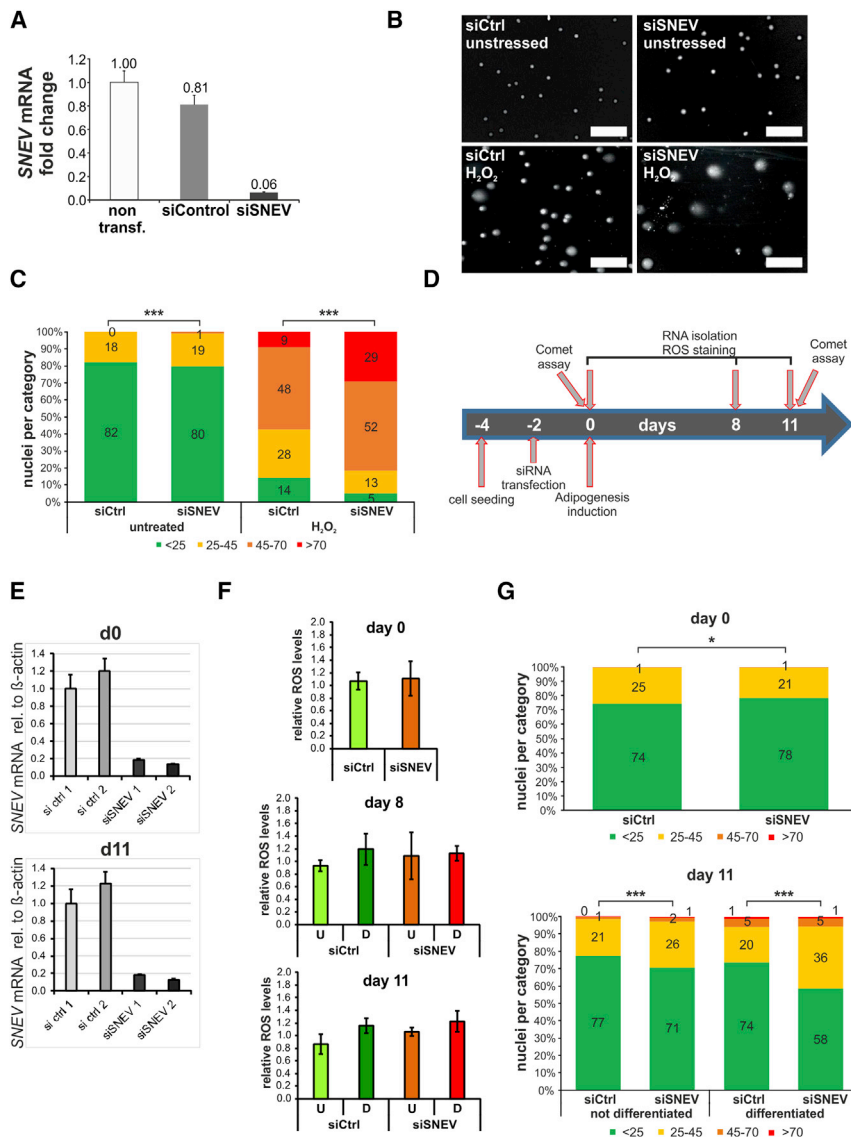 A
SNEV mRNA
fold change
1.2
1.0
0.8
0.6
0.4
0.2
0.0
1.00
0.81
0.06
non
transf.
siControl
siSNEV
B
siCtrl
unstressed
siSNEV
unstressed
siCtrl
H₂O₂
siSNEV
H₂O₂
C
nuclei per category
100%
90%
80%
70%
60%
50%
40%
30%
20%
10%
0%
***
***
0
18
82
1
19
80
9
48
28
14
29
52
13
5
siCtrl
siSNEV
siCtrl
siSNEV
untreated
H₂O₂
<25
25-45
45-70
>70
D
RNA isolation
ROS staining
Comet
assay
Comet
assay
-4
-2
0
days
8
11
cell seeding
siRNA
transfection
Adipogenesis
induction
E
SNEV mRNA rel. to ß-actin
d0
1.4
1.2
1.0
0.8
0.6
0.4
0.2
0.0
si ctrl 1
si ctrl 2
siSNEV 1
siSNEV 2
SNEV mRNA rel. to ß-actin
d11
1.4
1.2
1.0
0.8
0.6
0.4
0.2
0.0
si ctrl 1
si ctrl 2
siSNEV 1
siSNEV 2
F
day 0
relative ROS levels
2.0
1.8
1.6
1.4
1.2
1.0
0.8
0.6
0.4
0.2
0.0
siCtrl
siSNEV
day 8
relative ROS levels
2.0
1.8
1.6
1.4
1.2
1.0
0.8
0.6
0.4
0.2
0.0
U
D
U
D
siCtrl
siSNEV
day 11
relative ROS levels
2.0
1.8
1.6
1.4
1.2
1.0
0.8
0.6
0.4
0.2
0.0
U
D
U
D
siCtrl
siSNEV
G
day 0
*
nuclei per category
100%
90%
80%
70%
60%
50%
40%
30%
20%
10%
0%
1
25
74
1
21
78
siCtrl
siSNEV
<25
25-45
45-70
>70
day 11
***
***
nuclei per category
100%
90%
80%
70%
60%
50%
40%
30%
20%
10%
0%
0
1
21
77
1
2
26
71
1
5
20
74
1
5
36
58
siCtrl
siSNEV
siCtrl
siSNEV
not differentiated
differentiated
<25
25-45
45-70
>70